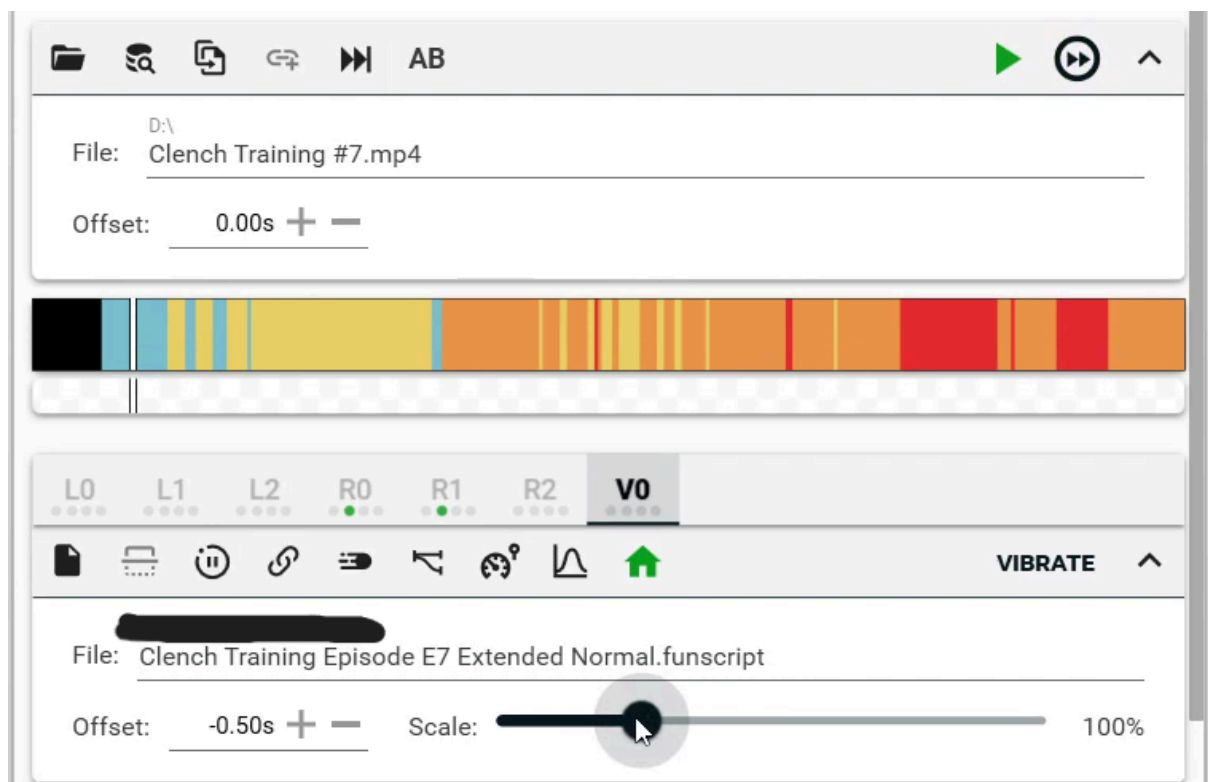 AB
D:\
File: Clench Training #7.mp4
Offset: 0.00s
L0 L1 L2 R0 R1 R2 V0
VIBRATE
File: Clench Training Episode E7 Extended Normal.funscript
Offset: -0.50s Scale: 100%